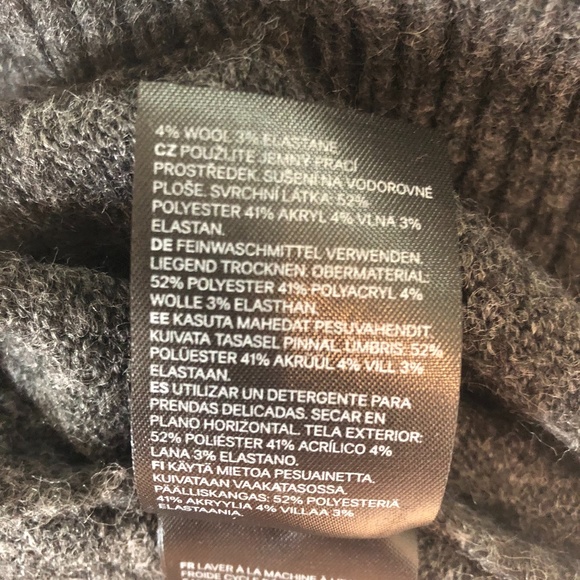 4% WOOL 3% ELASTANE
CZ POUŽIJTE JEMNÝ PRACÍ
PROSTŘEDEK. SUŠENÍ NA VODOROVNÉ
PLOŠE. SVRCHNÍ LÁTKA: 52%
POLYESTER 41% AKRYL 4% VLNA 3%
ELASTAN.
DE FEINWASCHMITTEL VERWENDEN.
LIEGEND TROCKNEN. OBERMATERIAL:
52% POLYESTER 41% POLYACRYL 4%
WOLLE 3% ELASTHAN.
EE KASUTA MAHEDAT PESUVAHENDIT.
KUIVATA TASASEL PINNAL. ÜMBRIS: 52%
POLÜESTER 41% AKRÜÜL 4% VILL 3%
ELASTAAN.
ES UTILIZAR UN DETERGENTE PARA
PRENDAS DELICADAS. SECAR EN
PLANO HORIZONTAL. TELA EXTERIOR:
52% POLIÉSTER 41% ACRÍLICO 4%
LANA 3% ELASTANO.
FI KÄYTÄ MIETOA PESUAINETTA.
KUIVATAAN VAAKATASOSSA.
PÄÄLLISKANGAS: 52% POLYESTERIÄ
41% AKRYYLIA 4% VILLAA 3%
ELASTAANIA.
FR LAVER À LA MACHINE À
FROIDE CYCLE